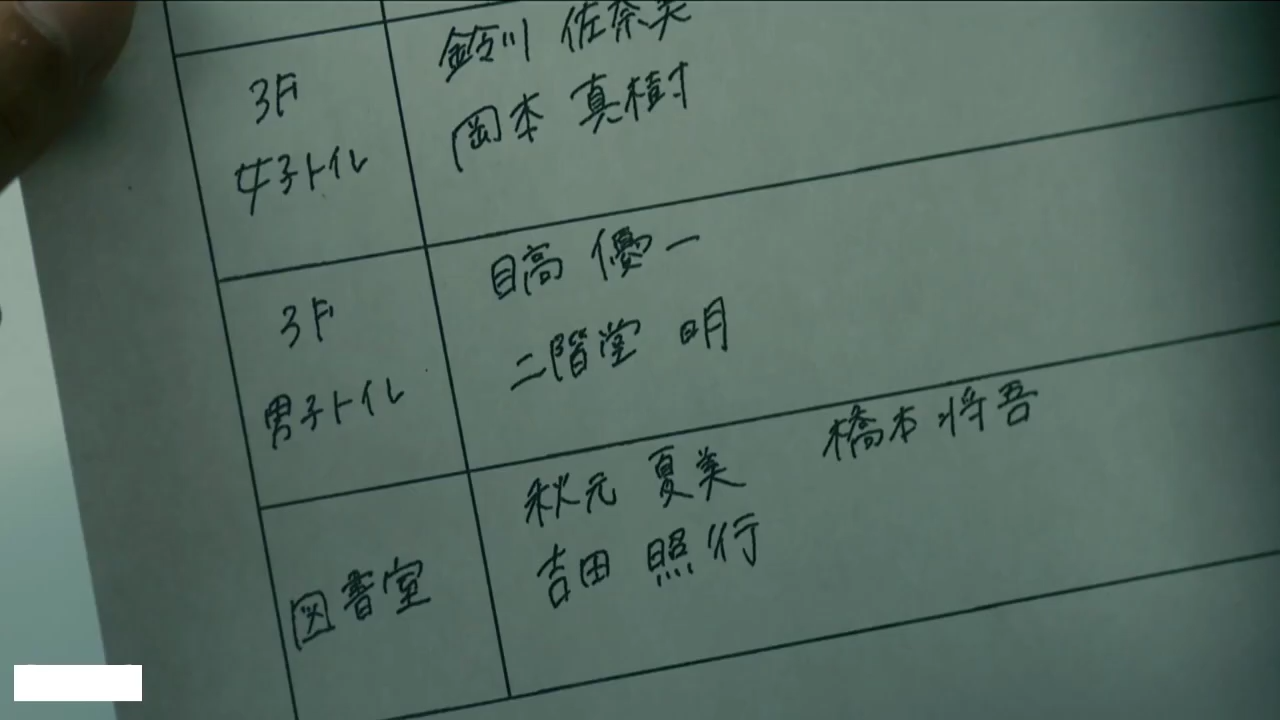 3F
女子トイレ
鈴川 佐奈美
岡本 真樹
3F
男子トイレ
日高 優一
二階堂 明
図書室
秋元 夏美 橋本 将吾
吉田 照行